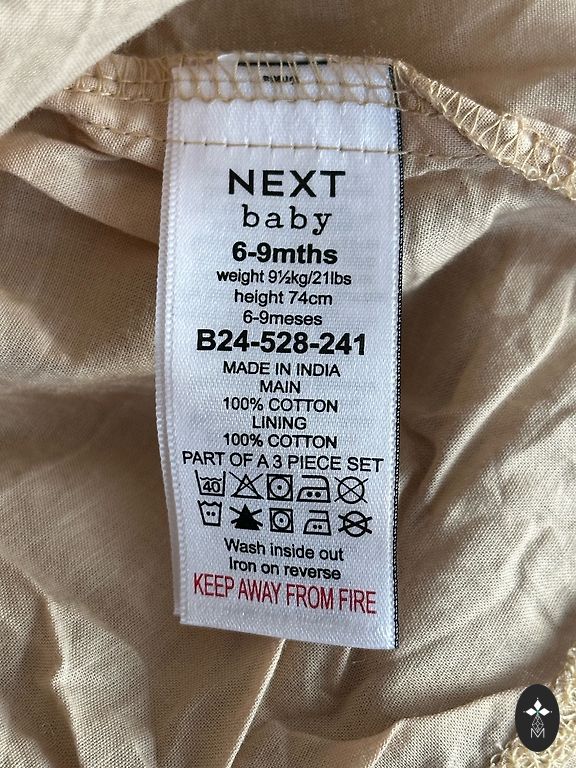 NEXT
baby
6-9mths
weight 9½kg/21lbs
height 74cm
6-9meses
B24-528-241
MADE IN INDIA
MAIN
100% COTTON
LINING
100% COTTON
PART OF A 3 PIECE SET
40
Wash inside out
Iron on reverse
KEEP AWAY FROM FIRE
M